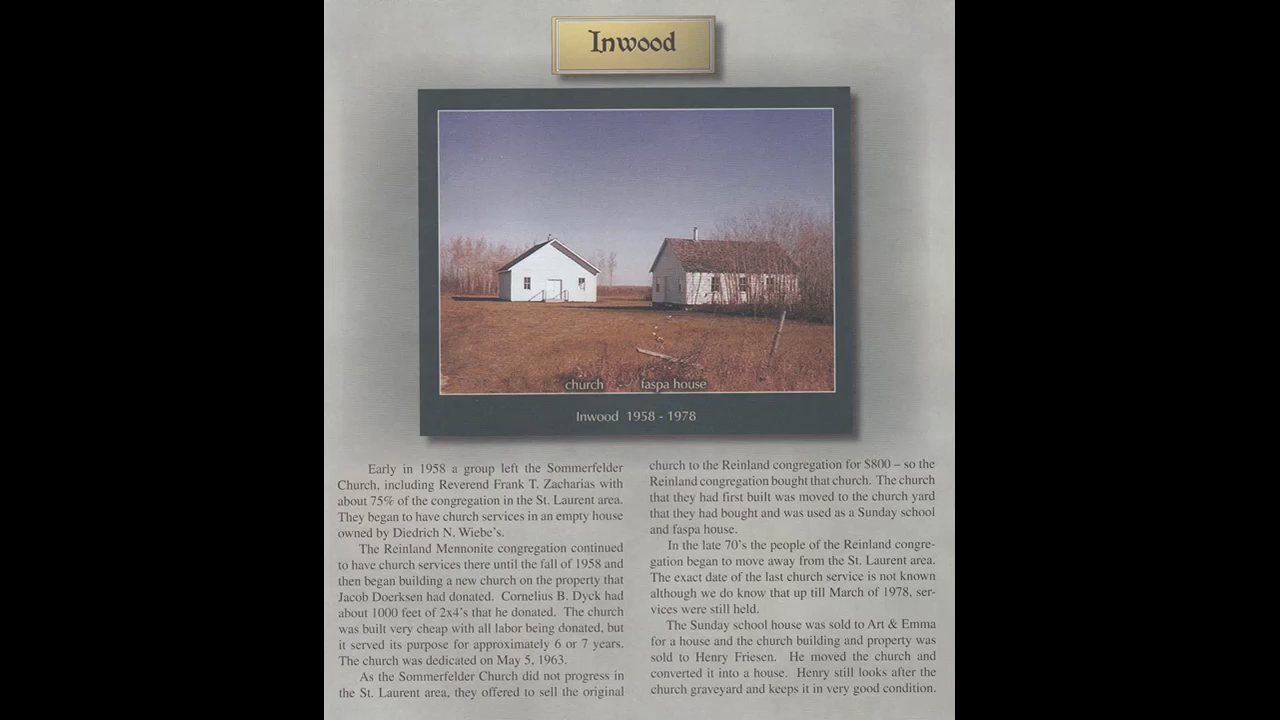 Inwood
church - faspa house
Inwood 1958 - 1978
Early in 1958 a group left the Sommerfelder
Church, including Reverend Frank T. Zacharias with
about 75% of the congregation in the St. Laurent area.
They began to have church services in an empty house
owned by Diedrich N. Wiebe's.
The Reinland Mennonite congregation continued
to have church services there until the fall of 1958 and
then began building a new church on the property that
Jacob Doerksen had donated. Cornelius B. Dyck had
about 1000 feet of 2x4's that he donated. The church
was built very cheap with all labor being donated, but
it served its purpose for approximately 6 or 7 years.
The church was dedicated on May 5, 1963.
As the Sommerfelder Church did not progress in
the St. Laurent area, they offered to sell the original
church to the Reinland congregation for $800 – so the
Reinland congregation bought that church. The church
that they had first built was moved to the church yard
that they had bought and was used as a Sunday school
and faspa house.
In the late 70's the people of the Reinland congre-
gation began to move away from the St. Laurent area.
The exact date of the last church service is not known
although we do know that up till March of 1978, ser-
vices were still held.
The Sunday school house was sold to Art & Emma
for a house and the church building and property was
sold to Henry Friesen. He moved the church and
converted it into a house. Henry still looks after the
church graveyard and keeps it in very good condition.